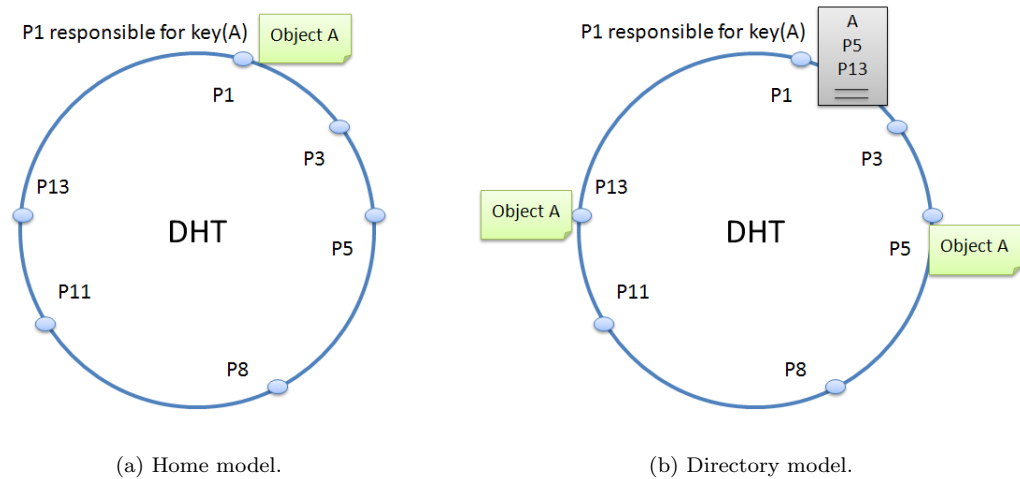 P1 responsible for key(A)
Object A
P1
P3
P13
DHT
P5
P11
P8
(a) Home model.
P1 responsible for key(A)
A
P5
P13
P1
P3
P13
Object A
DHT
P5
Object A
P11
P8
(b) Directory model.